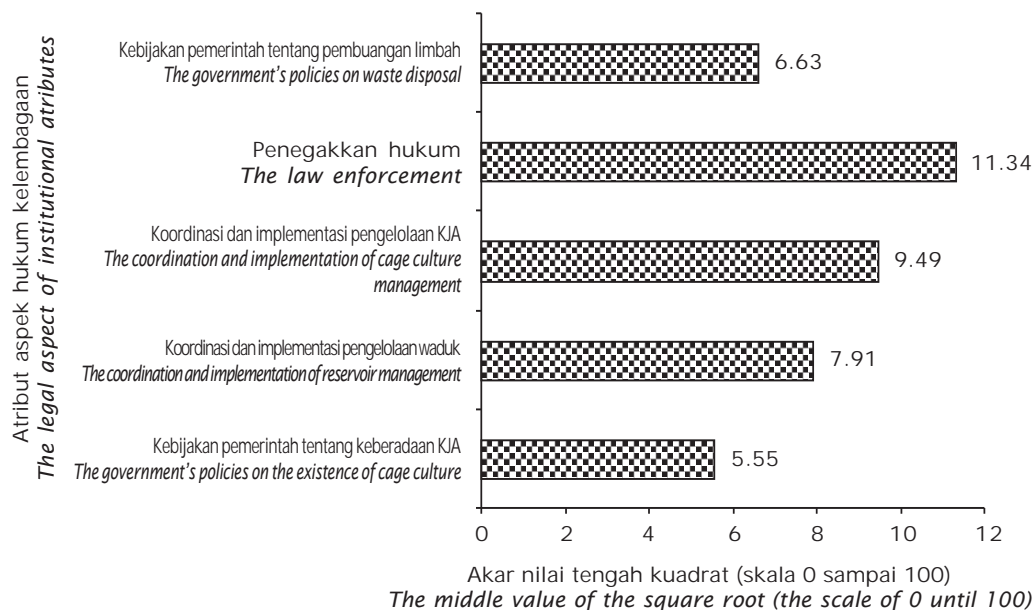 Atribut aspek hukum kelembagaan
The legal aspect of institutional atributes
Kebijakan pemerintah tentang pembuangan limbah
The government's policies on waste disposal
6.63
Penegakkan hukum
The law enforcement
11.34
Koordinasi dan implementasi pengelolaan KJA
The coordination and implementation of cage culture
management
9.49
Koordinasi dan implementasi pengelolaan waduk
The coordination and implementation of reservoir management
7.91
Kebijakan pemerintah tentang keberadaan KJA
The government's policies on the existence of cage culture
5.55
0 2 4 6 8 10 12
Akar nilai tengah kuadrat (skala 0 sampai 100)
The middle value of the square root (the scale of 0 until 100)